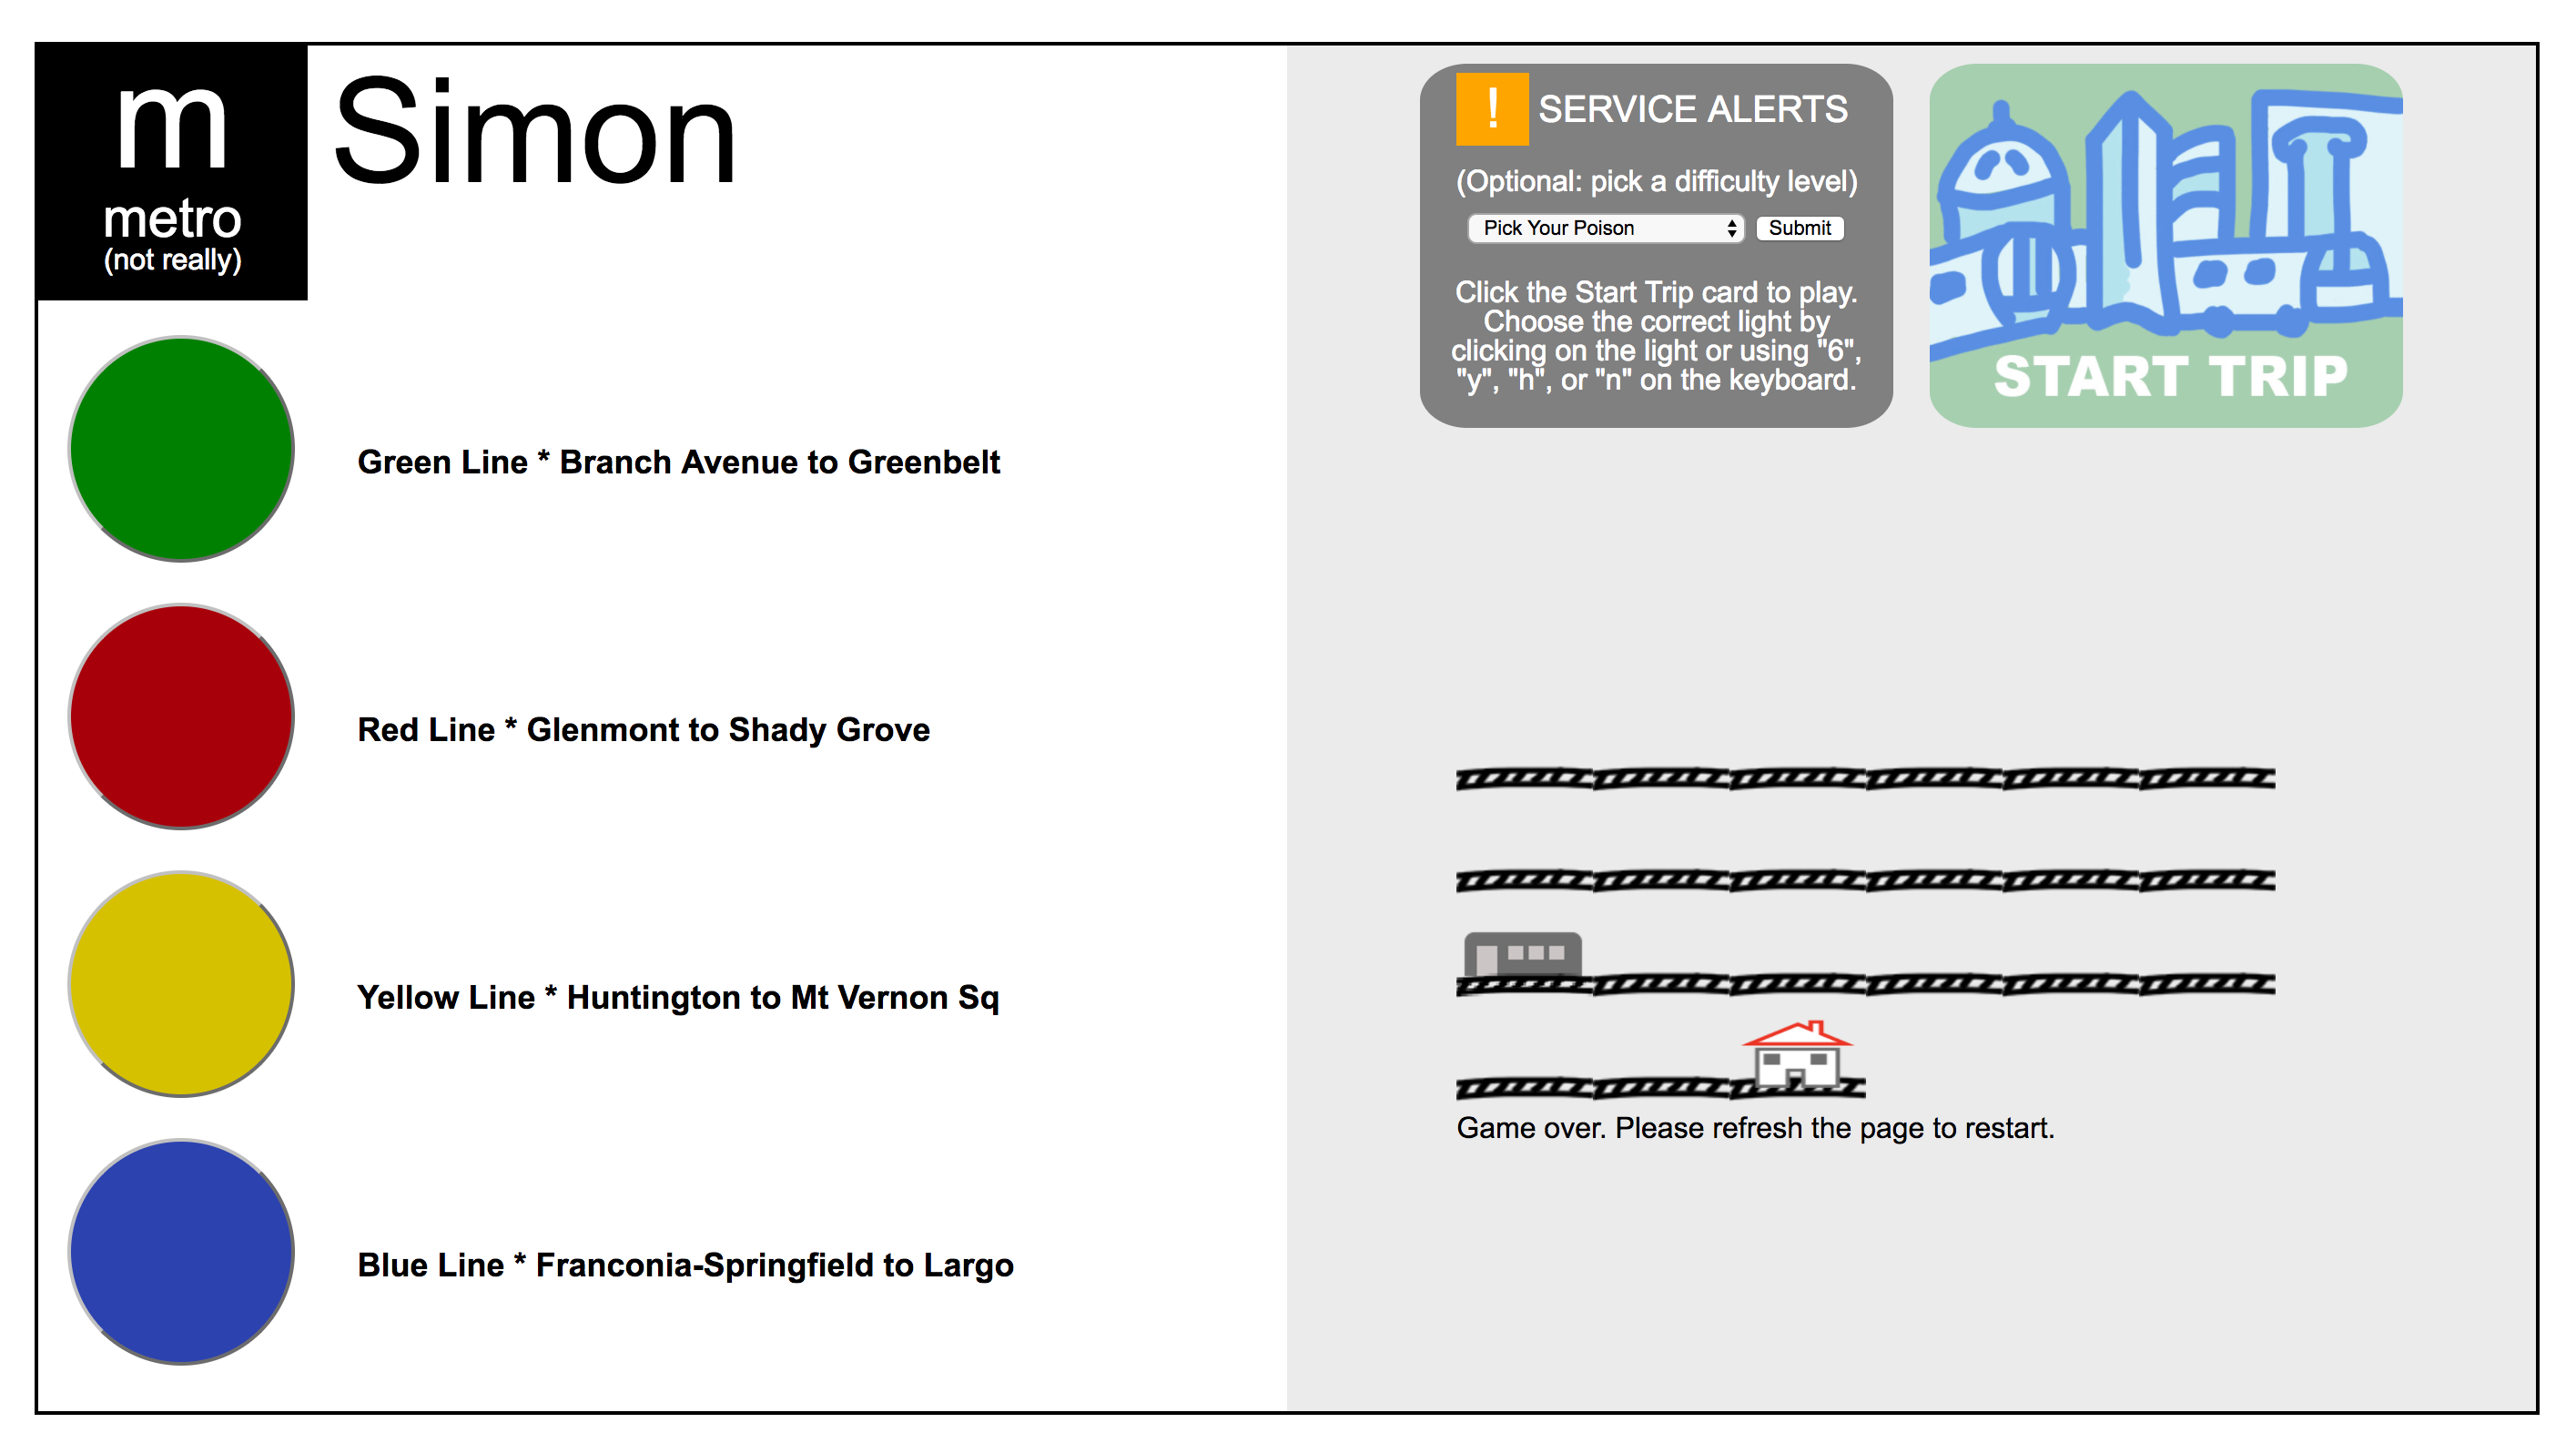 m
metro
(not really)
Simon
! SERVICE ALERTS
(Optional: pick a difficulty level)
Pick Your Poison
Submit
Click the Start Trip card to play.
Choose the correct light by
clicking on the light or using "6",
"y", "h", or "n" on the keyboard.
START TRIP
Green Line * Branch Avenue to Greenbelt
Red Line * Glenmont to Shady Grove
Yellow Line * Huntington to Mt Vernon Sq
Blue Line * Franconia-Springfield to Largo
Game over. Please refresh the page to restart.